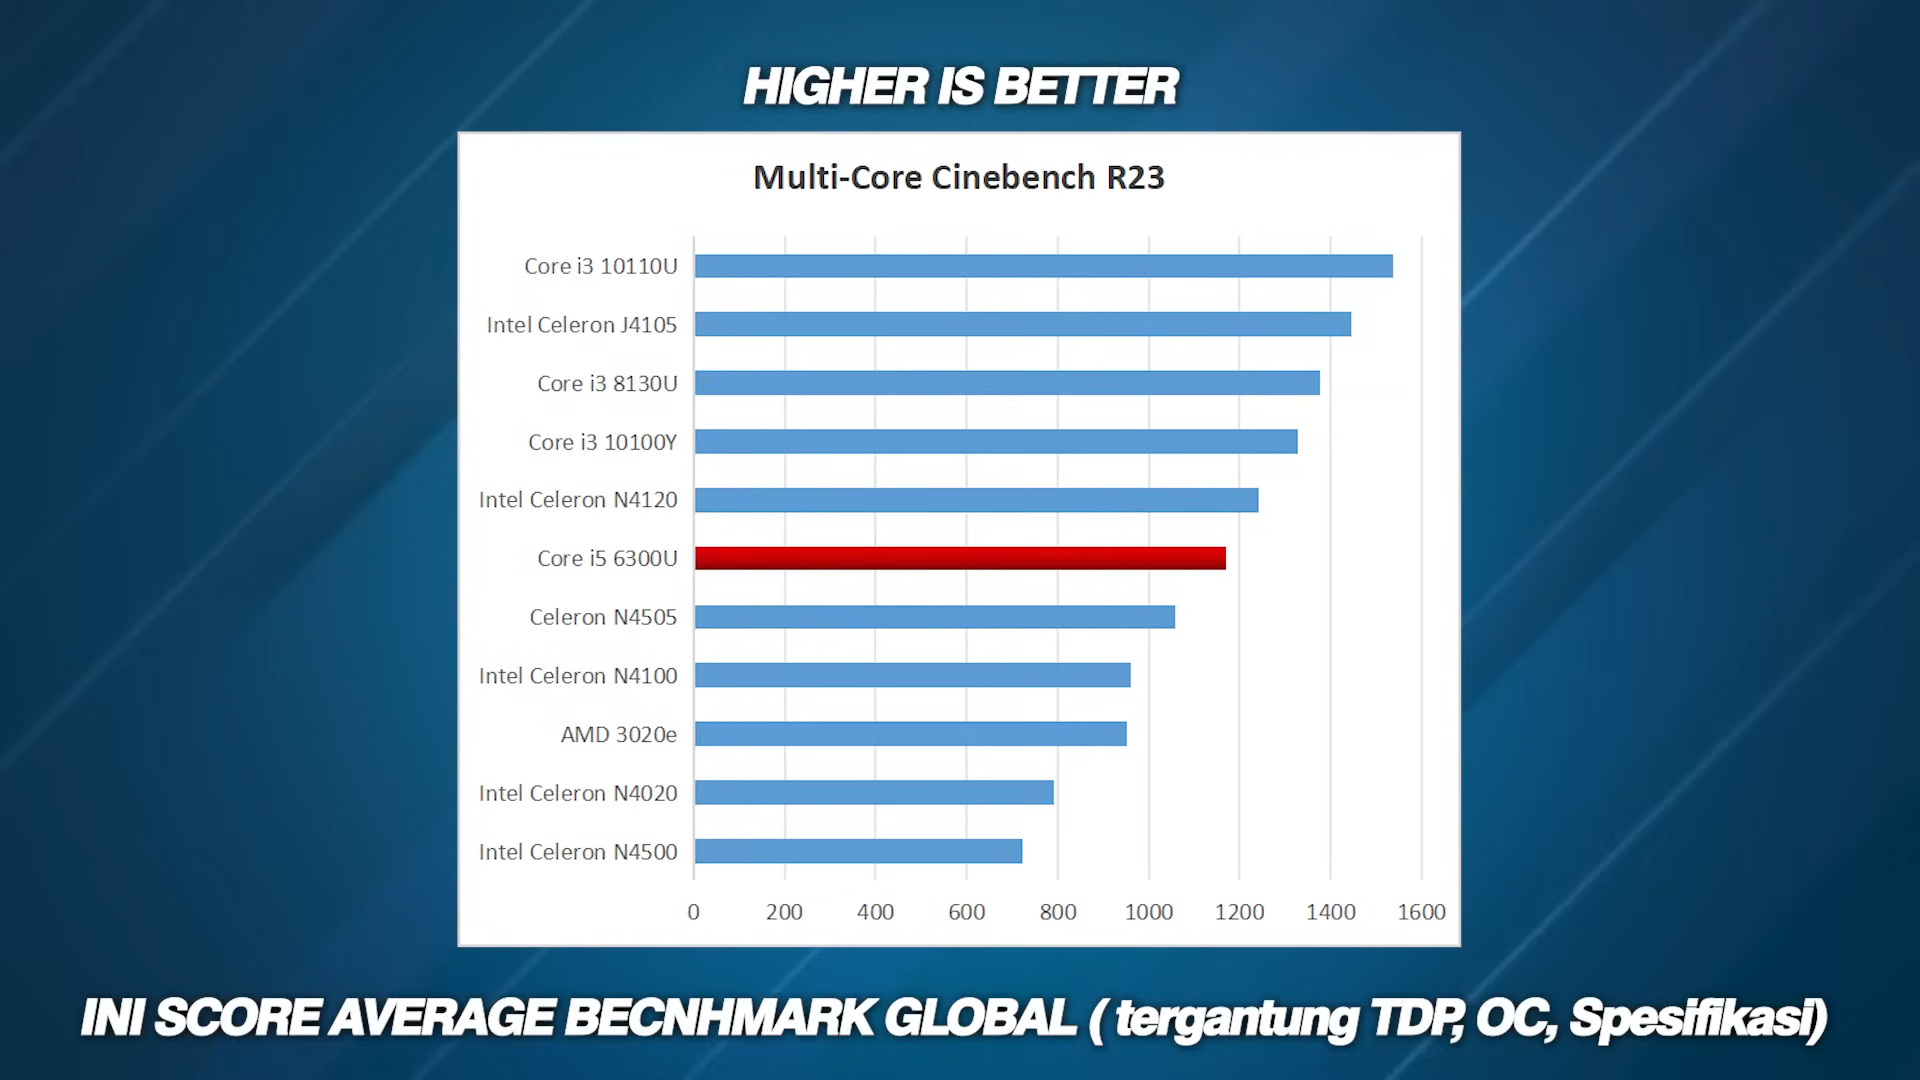 HIGHER IS BETTER
Multi-Core Cinebench R23
Core i3 10110U
Intel Celeron J4105
Core i3 8130U
Core i3 10100Y
Intel Celeron N4120
Core i5 6300U
Celeron N4505
Intel Celeron N4100
AMD 3020e
Intel Celeron N4020
Intel Celeron N4500
0 200 400 600 800 1000 1200 1400 1600
INI SCORE AVERAGE BECNHMARK GLOBAL ( tergantung TDP, OC, Spesifikasi)